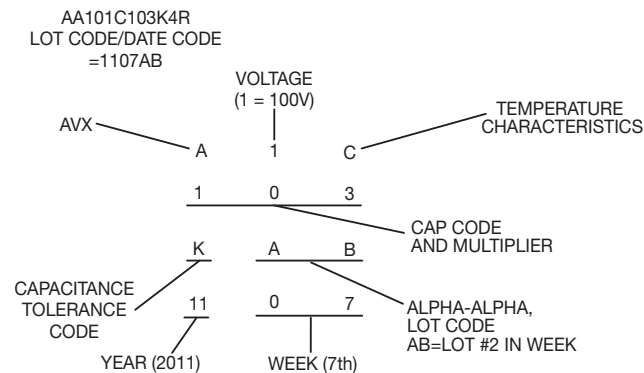 AA101C103K4R
LOT CODE/DATE CODE
=1107AB
VOLTAGE
(1 = 100V)
AVX
TEMPERATURE
CHARACTERISTICS
A 1 C
1 0 3
CAP CODE
AND MULTIPLIER
K A B
CAPACITANCE
TOLERANCE
CODE
11 0 7
ALPHA-ALPHA,
LOT CODE
AB=LOT #2 IN WEEK
YEAR (2011)
WEEK (7th)